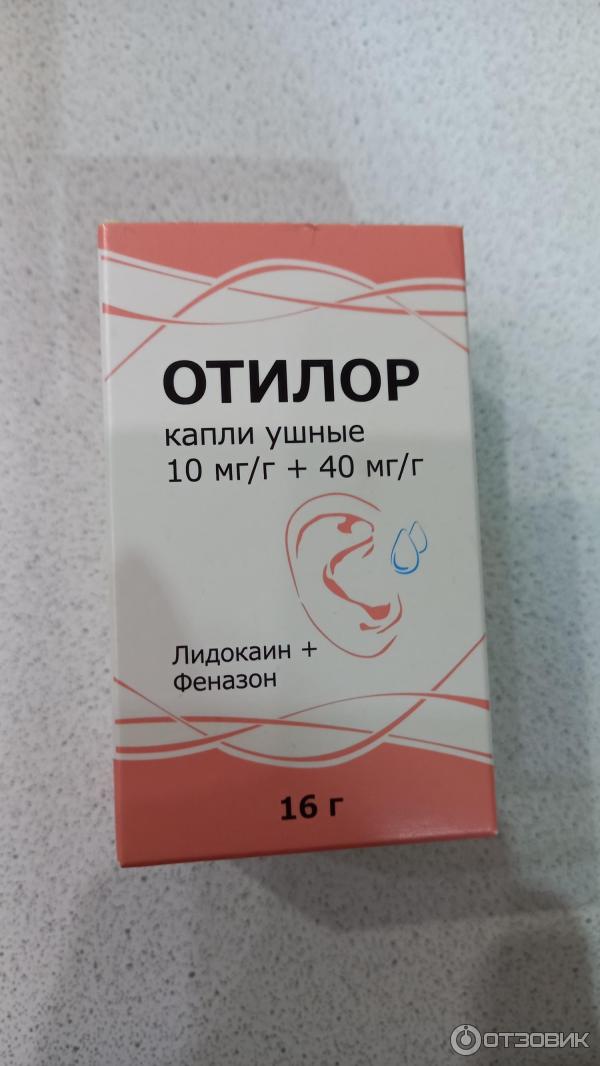 ОТИЛОР
капли ушные
10 мг/г + 40 мг/г
Лидокаин +
Феназон
16 г
ОТЗОВИК